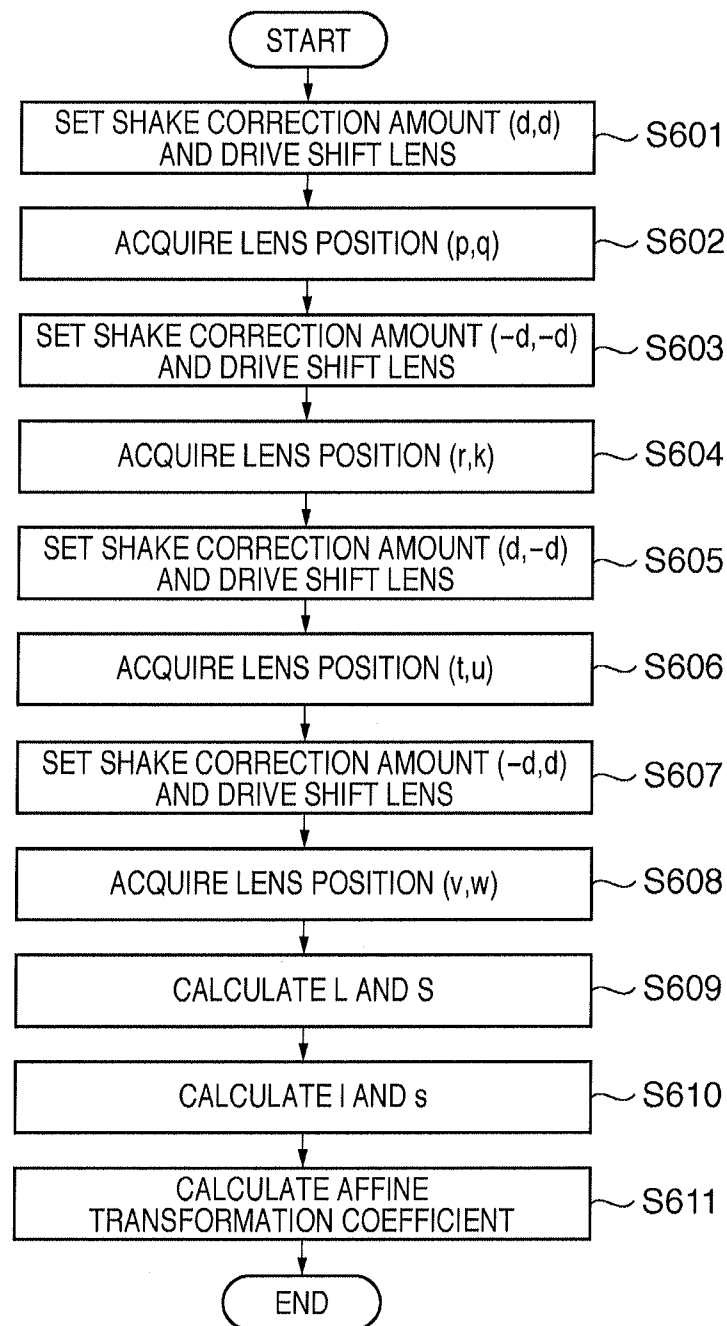 START
SET SHAKE CORRECTION AMOUNT (d,d)
AND DRIVE SHIFT LENS
S601
ACQUIRE LENS POSITION (p,q)
S602
SET SHAKE CORRECTION AMOUNT (–d,–d)
AND DRIVE SHIFT LENS
S603
ACQUIRE LENS POSITION (r,k)
S604
SET SHAKE CORRECTION AMOUNT (d,–d)
AND DRIVE SHIFT LENS
S605
ACQUIRE LENS POSITION (t,u)
S606
SET SHAKE CORRECTION AMOUNT (–d,d)
AND DRIVE SHIFT LENS
S607
ACQUIRE LENS POSITION (v,w)
S608
CALCULATE L AND S
S609
CALCULATE l AND s
S610
CALCULATE AFFINE
TRANSFORMATION COEFFICIENT
S611
END